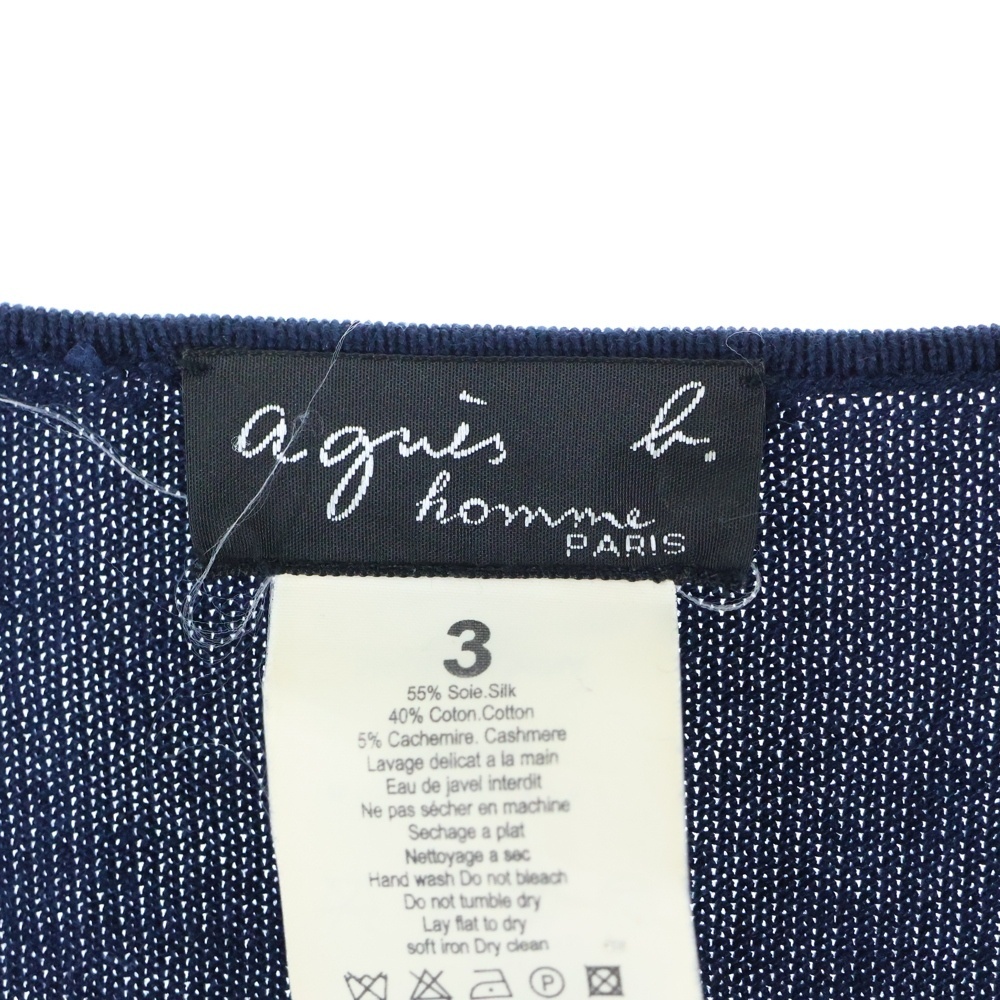 agnès b.
homme
PARIS
3
55% Soie.Silk
40% Coton.Cotton
5% Cachemire. Cashmere
Lavage delicat a la main
Eau de javel interdit
Ne pas sécher en machine
Sechage a plat
Nettoyage a sec
Hand wash Do not bleach
Do not tumble dry
Lay flat to dry
soft iron Dry clean
P